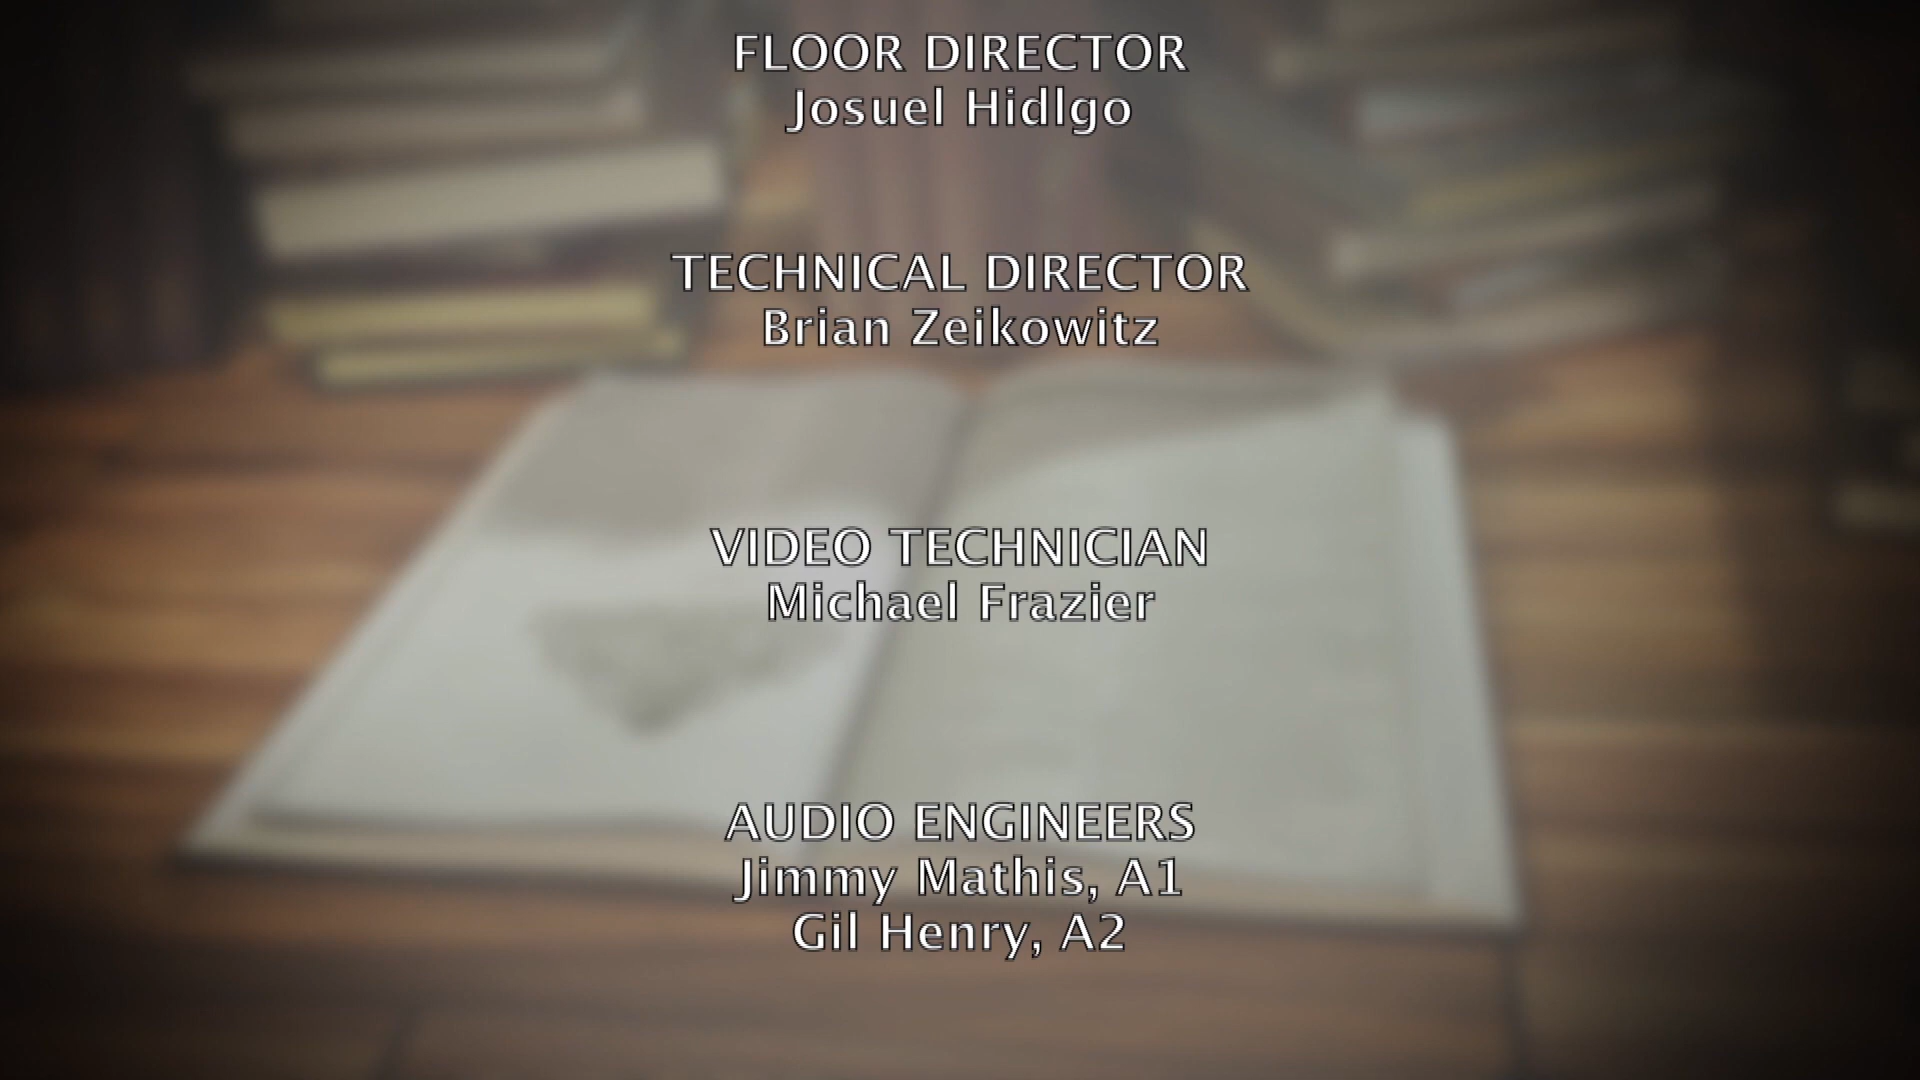 FLOOR DIRECTOR
Josuel Hidlgo
TECHNICAL DIRECTOR
Brian Zeikowitz
VIDEO TECHNICIAN
Michael Frazier
AUDIO ENGINEERS
Jimmy Mathis, A1
Gil Henry, A2